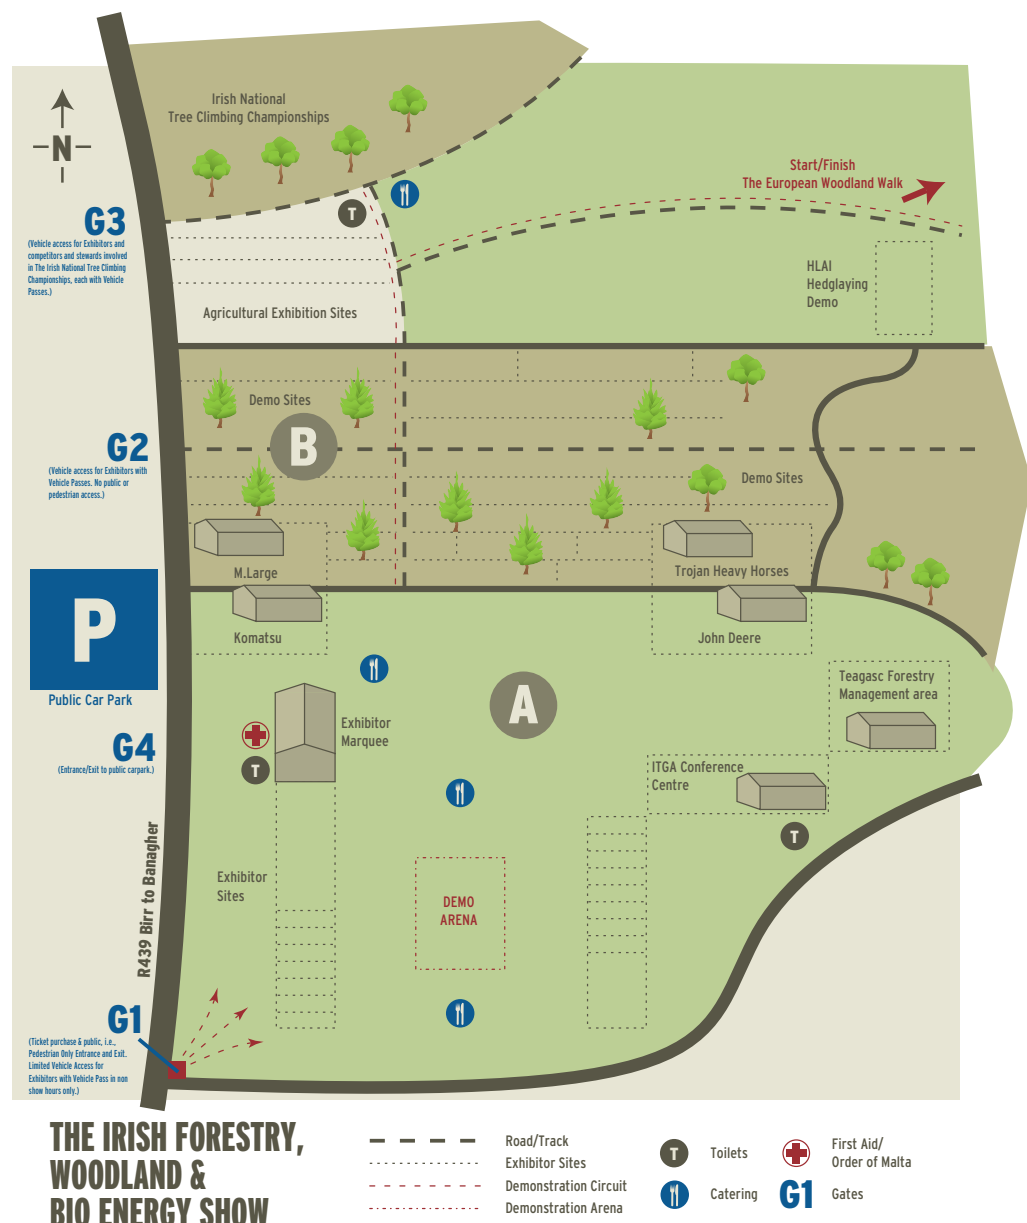 Irish National
Tree Climbing Championships
N
Start/Finish
The European Woodland Walk
T
G3
(Vehicle access for Exhibitors and
competitors and stewards involved
in The Irish National Tree Climbing
Championships, each with Vehicle
Passes.)
HLAI
Hedglaying
Demo
Agricultural Exhibition Sites
Demo Sites
B
G2
(Vehicle access for Exhibitors with
Vehicle Passes. No public or
pedestrian access.)
Demo Sites
M.Large
Trojan Heavy Horses
P
Public Car Park
Komatsu
John Deere
Teagasc Forestry
Management area
A
Exhibitor
Marquee
G4
(Entrance/Exit to public carpark.)
T
ITGA Conference
Centre
T
R439 Birr to Banagher
Exhibitor
Sites
DEMO
ARENA
G1
(Ticket purchase & public, i.e.,
Pedestrian Only Entrance and Exit.
Limited Vehicle Access for
Exhibitors with Vehicle Pass in non
show hours only.)
THE IRISH FORESTRY,
WOODLAND &
BIO ENERGY SHOW
Road/Track
Exhibitor Sites
Demonstration Circuit
Demonstration Arena
T Toilets
Catering
First Aid/
Order of Malta
G1 Gates